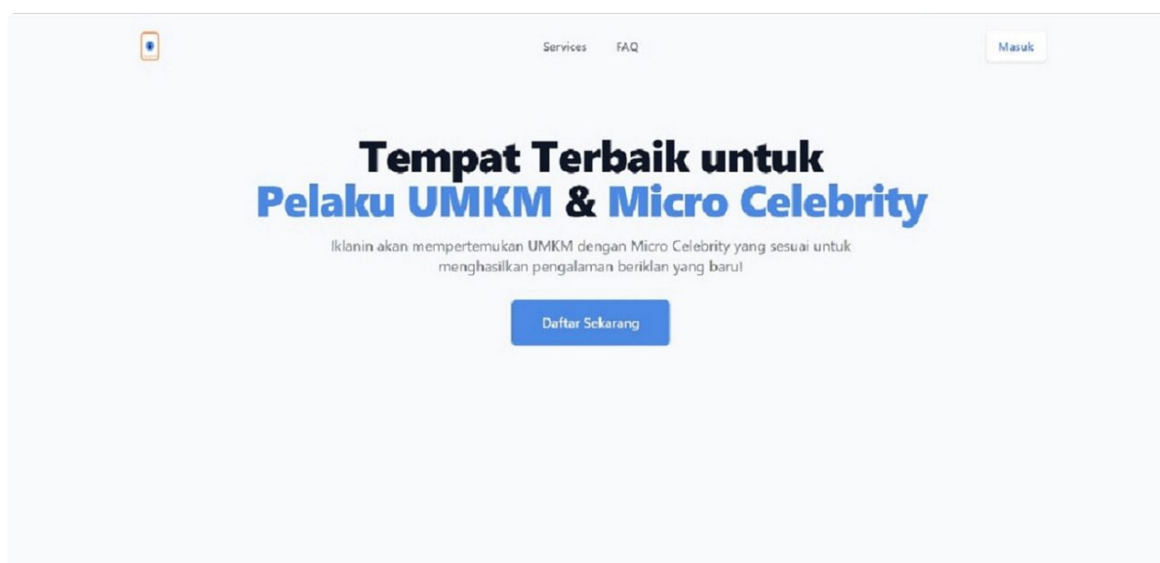 Services FAQ Masuk
Tempat Terbaik untuk
Pelaku UMKM & Micro Celebrity
Iklanin akan mempertemukan UMKM dengan Micro Celebrity yang sesuai untuk
menghasilkan pengalaman beriklan yang baru!
Daftar Sekarang